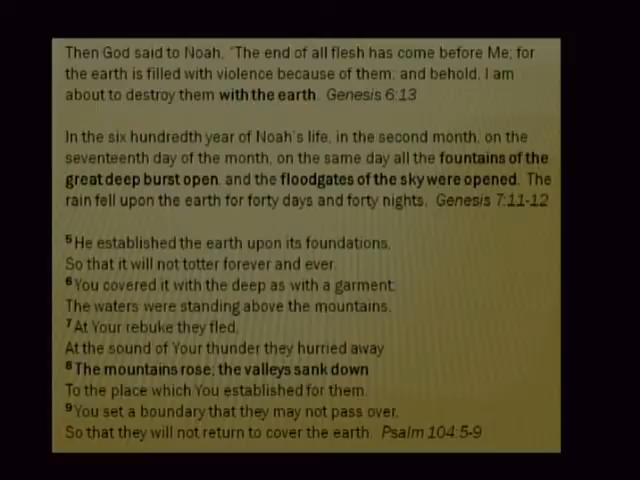 Then God said to Noah, "The end of all flesh has come before Me; for
the earth is filled with violence because of them; and behold, I am
about to destroy them with the earth. Genesis 6:13
In the six hundredth year of Noah's life, in the second month, on the
seventeenth day of the month, on the same day all the fountains of the
great deep burst open, and the floodgates of the sky were opened. The
rain fell upon the earth for forty days and forty nights. Genesis 7:11-12
5 He established the earth upon its foundations,
So that it will not totter forever and ever.
6 You covered it with the deep as with a garment;
The waters were standing above the mountains.
7 At Your rebuke they fled,
At the sound of Your thunder they hurried away
8 The mountains rose; the valleys sank down
To the place which You established for them.
9 You set a boundary that they may not pass over,
So that they will not return to cover the earth. Psalm 104:5-9